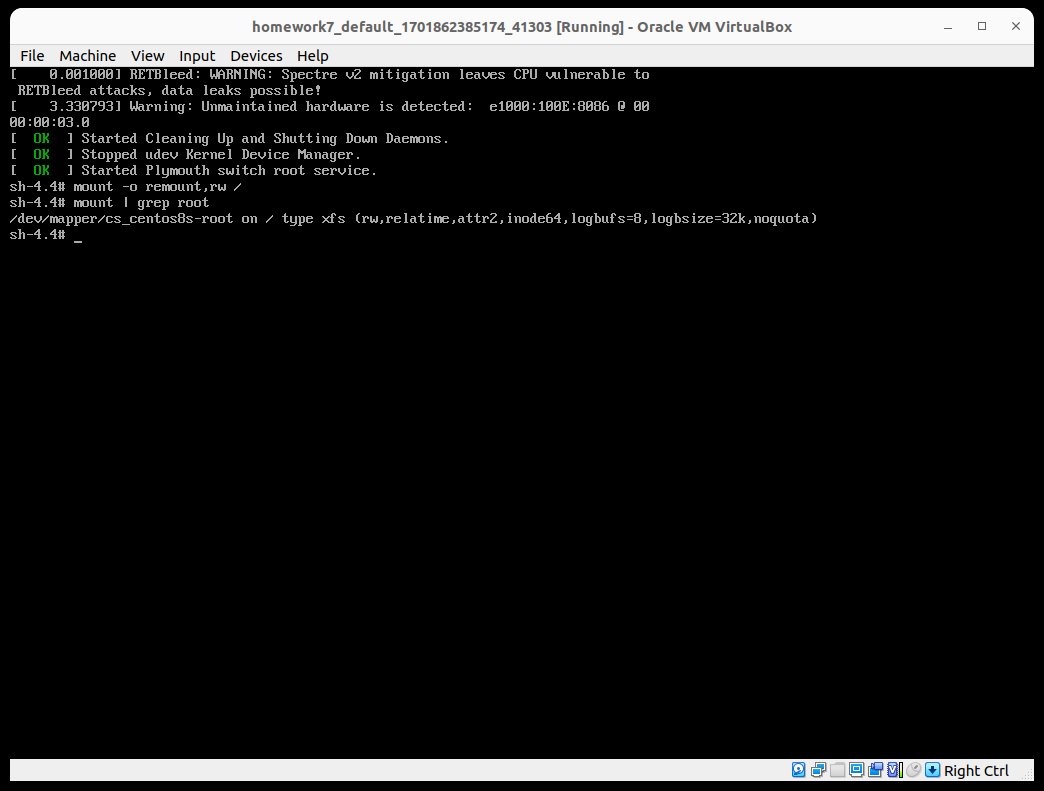 homework7_default_1701862385174_41303 [Running] - Oracle VM VirtualBox
File Machine View Input Devices Help
[    0.001000] RETBleed: WARNING: Spectre v2 mitigation leaves CPU vulnerable to
 RETBleed attacks, data leaks possible!
[    3.330793] Warning: Unmaintained hardware is detected:  e1000:100E:8086 @ 00
00:00:03.0
[  OK  ] Started Cleaning Up and Shutting Down Daemons.
[  OK  ] Stopped udev Kernel Device Manager.
[  OK  ] Started Plymouth switch root service.
sh-4.4# mount -o remount,rw /
sh-4.4# mount | grep root
/dev/mapper/cs_centos8s-root on / type xfs (rw,relatime,attr2,inode64,logbufs=8,logbsize=32k,noquota)
sh-4.4# _
Right Ctrl